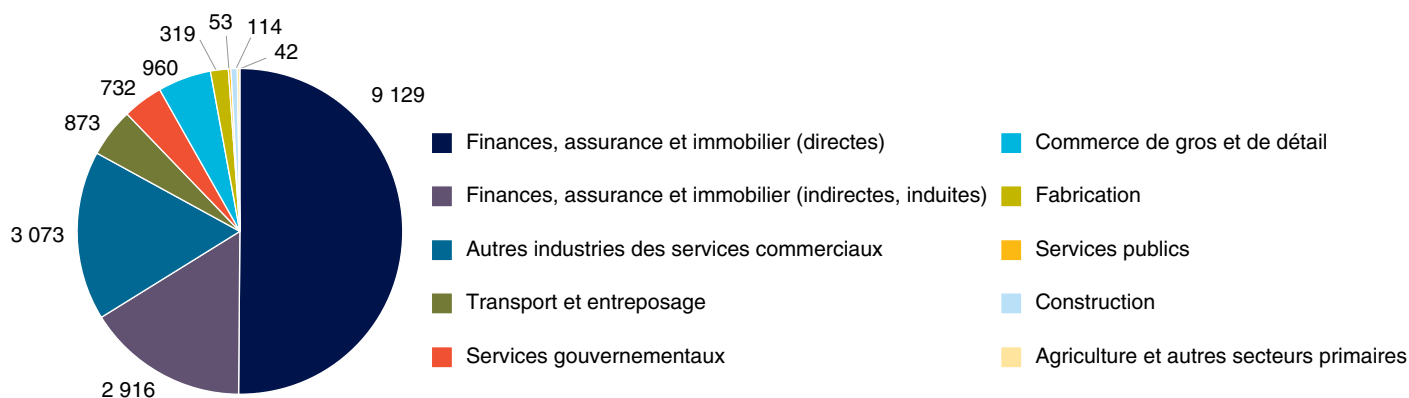 53
114
319
42
960
732
9 129
873
3 073
2 916
Finances, assurance et immobilier (directes)
Finances, assurance et immobilier (indirectes, induites)
Autres industries des services commerciaux
Transport et entreposage
Services gouvernementaux
Commerce de gros et de détail
Fabrication
Services publics
Construction
Agriculture et autres secteurs primaires